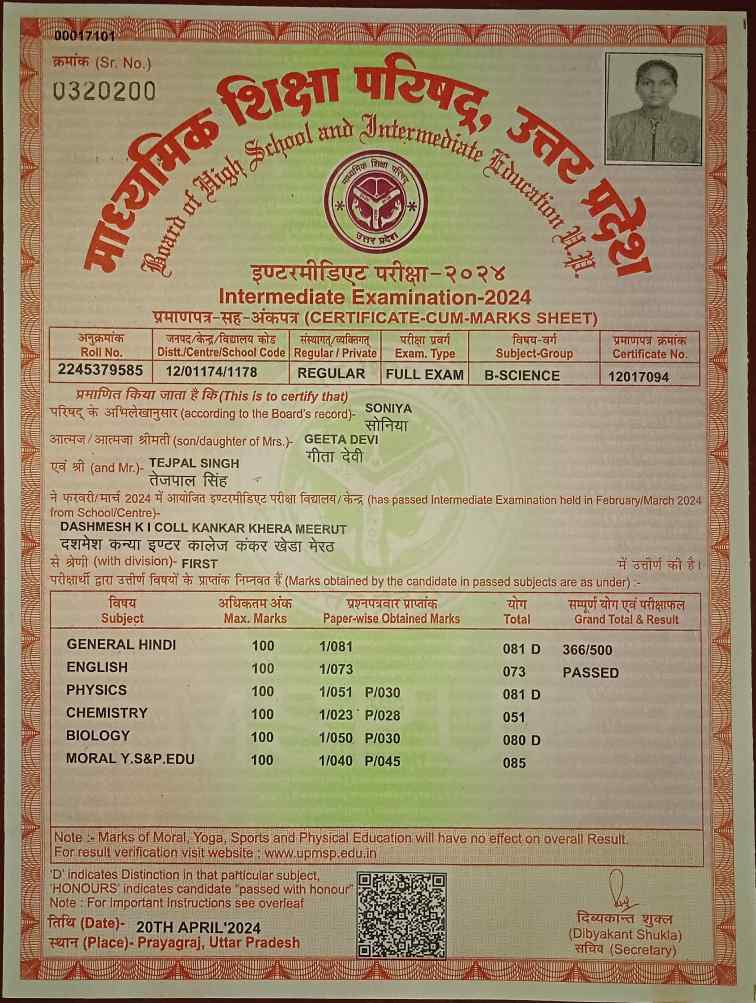 00017101
क्रमांक (Sr. No.)
0320200
माध्यमिक शिक्षा परिषद्, उत्तर प्रदेश
Board of High School and Intermediate Education U.P.
माध्यमिक शिक्षा परिषद
उत्तर प्रदेश
इण्टरमीडिएट परीक्षा-२०२४
Intermediate Examination-2024
प्रमाणपत्र-सह-अंकपत्र (CERTIFICATE-CUM-MARKS SHEET)
अनुक्रमांक जनपद/केन्द्र/विद्यालय कोड संस्थागत्/व्यक्तिगत् परीक्षा प्रवर्ग विषय-वर्ग प्रमाणपत्र क्रमांक
Roll No. Distt./Centre/School Code Regular / Private Exam. Type Subject-Group Certificate No.
2245379585 12/01174/1178 REGULAR FULL EXAM B-SCIENCE 12017094
प्रमाणित किया जाता है कि (This is to certify that)
परिषद् के अभिलेखानुसार (according to the Board's record)- SONIYA
सोनिया
आत्मज/आत्मजा श्रीमती (son/daughter of Mrs.)- GEETA DEVI
गीता देवी
एवं श्री (and Mr.)- TEJPAL SINGH
तेजपाल सिंह
ने फरवरी/मार्च 2024 में आयोजित इण्टरमीडिएट परीक्षा विद्यालय/केन्द्र (has passed Intermediate Examination held in February/March 2024
from School/Centre)-
DASHMESH K I COLL KANKAR KHERA MEERUT
दशमेश कन्या इण्टर कालेज कंकर खेडा मेरठ
से श्रेणी (with division)- FIRST में उत्तीर्ण की है।
परीक्षार्थी द्वारा उत्तीर्ण विषयों के प्राप्तांक निम्नवत हैं (Marks obtained by the candidate in passed subjects are as under) :-
विषय अधिकतम अंक प्रश्नपत्रवार प्राप्तांक योग सम्पूर्ण योग एवं परीक्षाफल
Subject Max. Marks Paper-wise Obtained Marks Total Grand Total & Result
GENERAL HINDI 100 1/081 081 D 366/500
ENGLISH 100 1/073 073 PASSED
PHYSICS 100 1/051 P/030 081 D
CHEMISTRY 100 1/023 P/028 051
BIOLOGY 100 1/050 P/030 080 D
MORAL Y.S&P.EDU 100 1/040 P/045 085
Note :- Marks of Moral, Yoga, Sports and Physical Education will have no effect on overall Result.
For result verification visit website : www.upmsp.edu.in
'D' indicates Distinction in that particular subject,
'HONOURS' indicates candidate "passed with honour"
Note : For Important Instructions see overleaf
तिथि (Date)- 20TH APRIL'2024
स्थान (Place)- Prayagraj, Uttar Pradesh
दिब्यकान्त शुक्ल
(Dibyakant Shukla)
सचिव (Secretary)